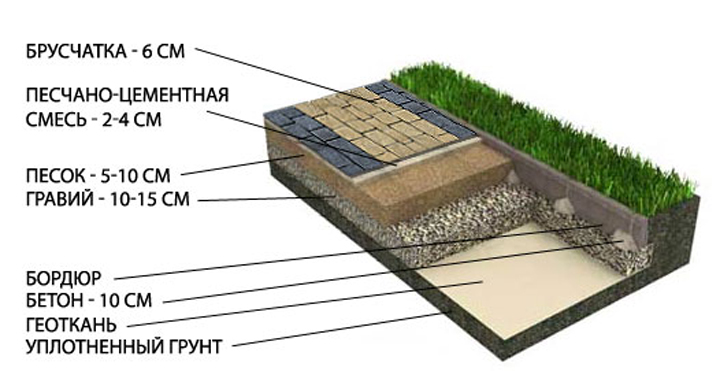 БРУСЧАТКА - 6 СМ
ПЕСЧАНО-ЦЕМЕНТНАЯ
СМЕСЬ - 2-4 СМ
ПЕСОК - 5-10 СМ
ГРАВИЙ - 10-15 СМ
БОРДЮР
БЕТОН - 10 СМ
ГЕОТКАНЬ
УПЛОТНЕННЫЙ ГРУНТ